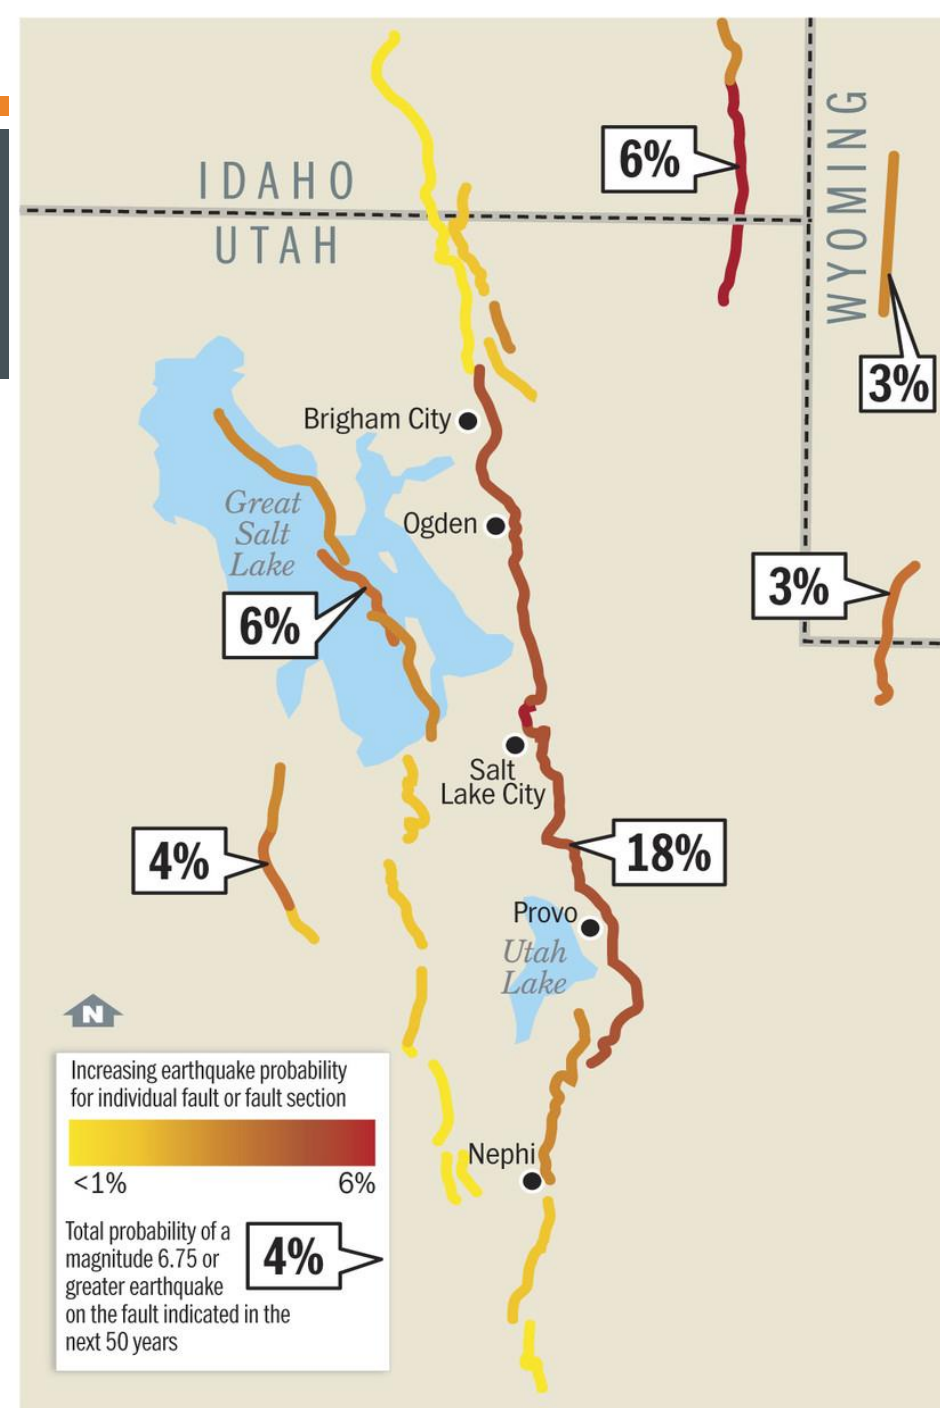 IDAHO
UTAH
WYOMING
6%
3%
Brigham City
Great
Salt
Lake
Ogden
3%
6%
Salt
Lake City
4%
18%
Provo
Utah
Lake
N
Increasing earthquake probability
for individual fault or fault section
<1%
6%
Nephi
Total probability of a
magnitude 6.75 or
greater earthquake
on the fault indicated in the
next 50 years
4%